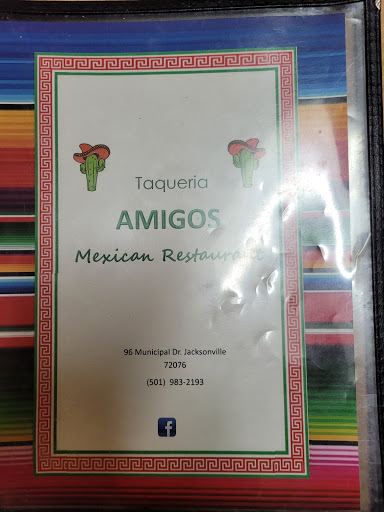 Taqueria
AMIGOS
Mexican Restaurant
96 Municipal Dr. Jacksonville
72076
(501) 983-2193
f